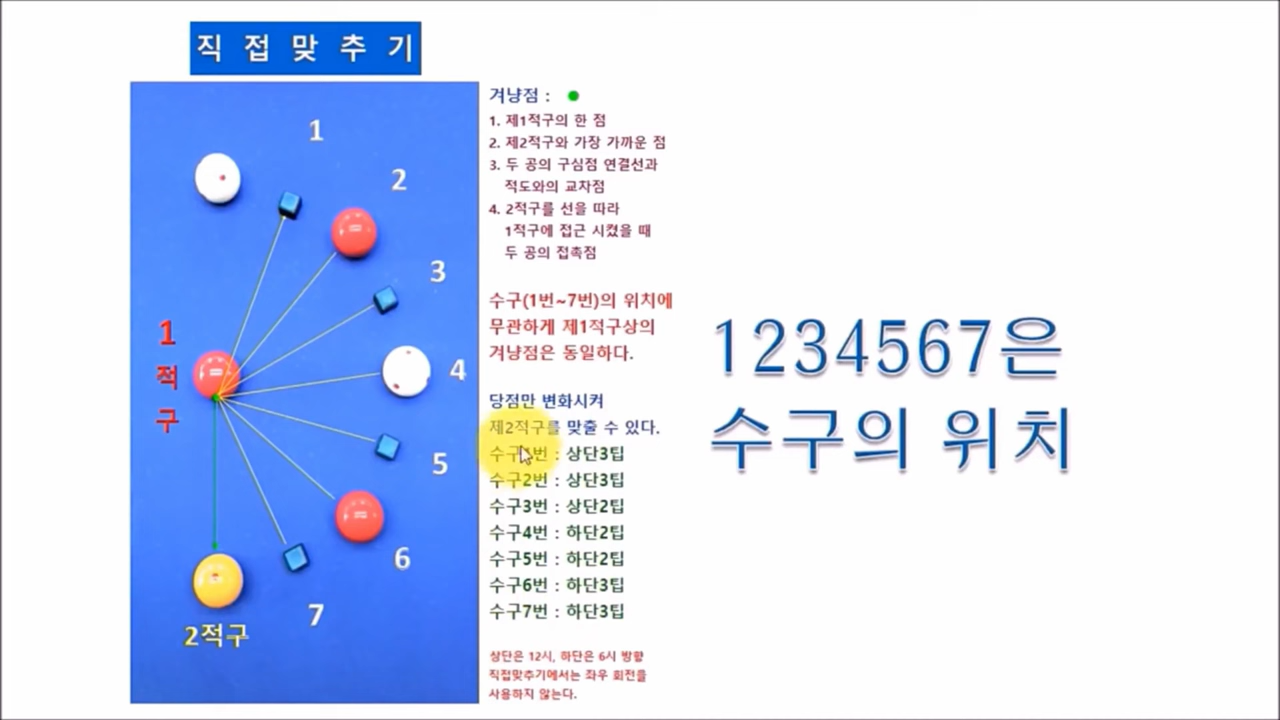 직접맞추기
1
2
3
4
5
6
7
1
적
구
2적구
겨냥점 :
1. 제1적구의 한 점
2. 제2적구와 가장 가까운 점
3. 두 공의 구심점 연결선과
적도와의 교차점
4. 2적구를 선을 따라
1적구에 접근 시켰을 때
두 공의 접촉점
수구(1번~7번)의 위치에
무관하게 제1적구상의
겨냥점은 동일하다.
당점만 변화시켜
제2적구를 맞출 수 있다.
수구1번 : 상단3팁
수구2번 : 상단3팁
수구3번 : 상단2팁
수구4번 : 하단2팁
수구5번 : 하단2팁
수구6번 : 하단3팁
수구7번 : 하단3팁
상단은 12시, 하단은 6시 방향
직접맞추기에서는 좌우 회전을
사용하지 않는다.
1234567은
수구의 위치